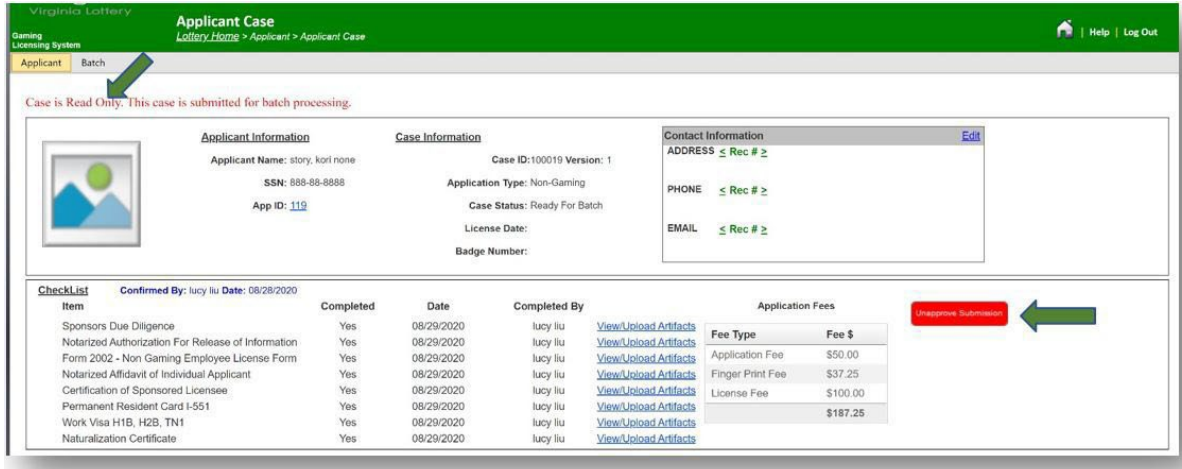 Virginia Lottery
Gaming
Licensing System
Applicant Case
Lottery Home > Applicant > Applicant Case
| Help | Log Out
Applicant Batch
Case is Read Only. This case is submitted for batch processing.
Applicant Information
Applicant Name: story, kori none
SSN: 888-88-8888
App ID: 119
Case Information
Case ID:100019 Version: 1
Application Type: Non-Gaming
Case Status: Ready For Batch
License Date:
Badge Number:
Contact Information Edit
ADDRESS < Rec # >
PHONE < Rec # >
EMAIL < Rec # >
CheckList Confirmed By: lucy liu Date: 08/28/2020
Item Completed Date Completed By
Sponsors Due Diligence Yes 08/29/2020 lucy liu View/Upload Artifacts
Notarized Authorization For Release of Information Yes 08/29/2020 lucy liu View/Upload Artifacts
Form 2002 - Non Gaming Employee License Form Yes 08/29/2020 lucy liu View/Upload Artifacts
Notarized Affidavit of Individual Applicant Yes 08/29/2020 lucy liu View/Upload Artifacts
Certification of Sponsored Licensee Yes 08/29/2020 lucy liu View/Upload Artifacts
Permanent Resident Card I-551 Yes 08/29/2020 lucy liu View/Upload Artifacts
Work Visa H1B, H2B, TN1 Yes 08/29/2020 lucy liu View/Upload Artifacts
Naturalization Certificate Yes 08/29/2020 lucy liu View/Upload Artifacts
Application Fees
Fee Type Fee $
Application Fee $50.00
Finger Print Fee $37.25
License Fee $100.00
$187.25
Unapprove Submission